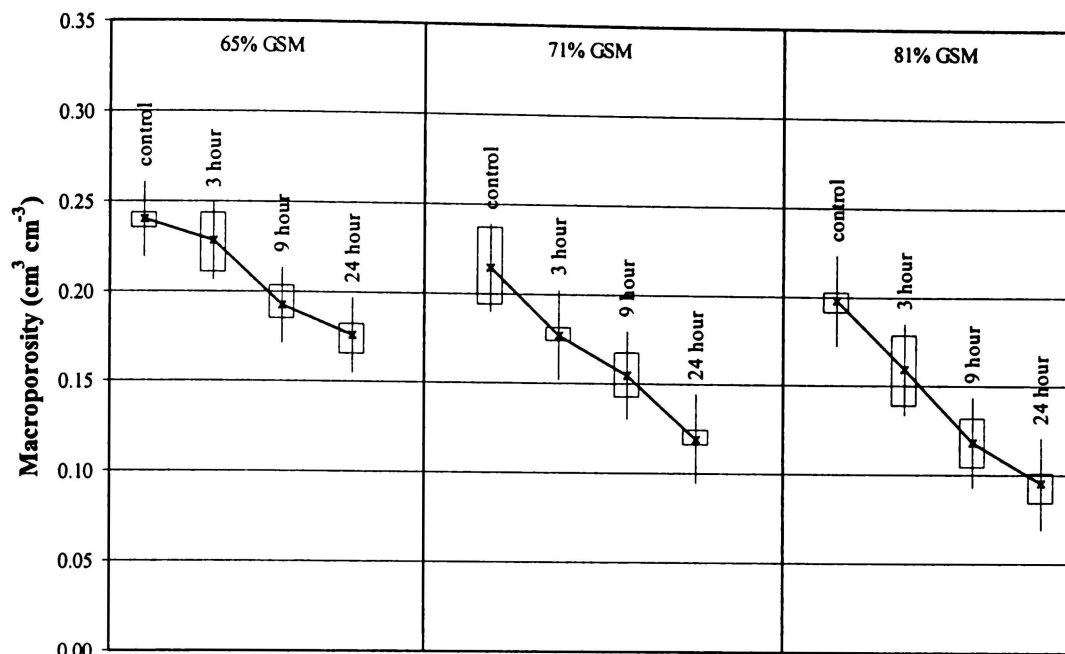 0.35
0.30
0.25
0.20
0.15
0.10
0.05
0.00
Macroporosity (cm³ cm⁻³)
65% GSM
71% GSM
81% GSM
control
3 hour
9 hour
24 hour
control
3 hour
9 hour
24 hour
control
3 hour
9 hour
24 hour